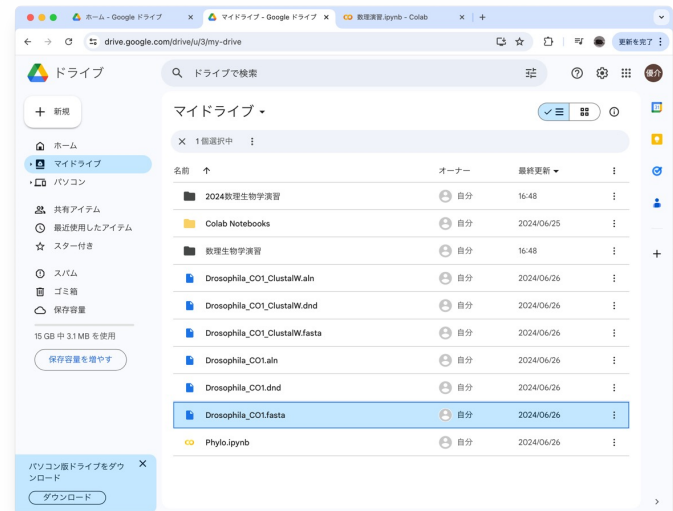 ホーム - Google ドライブ
マイドライブ - Google ドライブ
数理演習.ipynb - Colab
drive.google.com/drive/u/3/my-drive
更新を完了
ドライブ
ドライブで検索
優介
新規
マイドライブ
1 個選択中
ホーム
マイドライブ
パソコン
共有アイテム
最近使用したアイテム
スター付き
スパム
ゴミ箱
保存容量
15 GB 中 3.1 MB を使用
保存容量を増やす
名前 オーナー 最終更新
2024数理生物学演習 自分 16:48
Colab Notebooks 自分 2024/06/25
数理生物学演習 自分 16:48
Drosophila_CO1_ClustalW.aln 自分 2024/06/26
Drosophila_CO1_ClustalW.dnd 自分 2024/06/26
Drosophila_CO1_ClustalW.fasta 自分 2024/06/26
Drosophila_CO1.aln 自分 2024/06/26
Drosophila_CO1.dnd 自分 2024/06/26
Drosophila_CO1.fasta 自分 2024/06/26
Phylo.ipynb 自分 2024/06/26
パソコン版ドライブをダウ
ンロード
ダウンロード